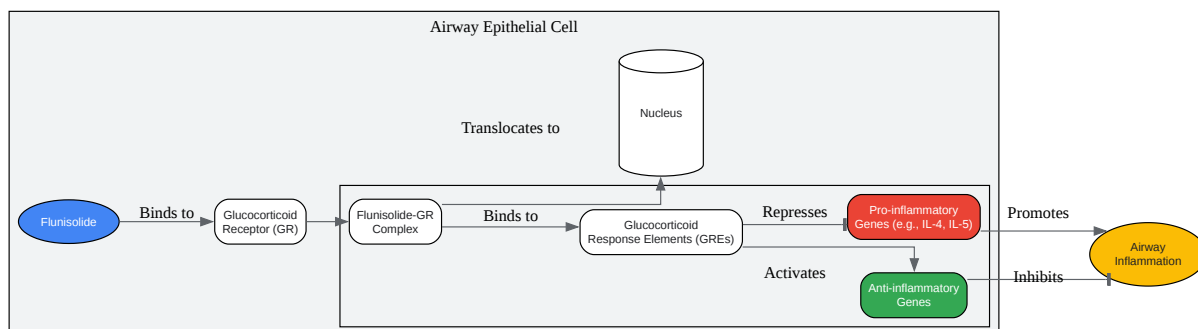 Airway Epithelial Cell
Nucleus
Translocates to
Flunisolide
Binds to
Glucocorticoid
Receptor (GR)
Flunisolide-GR
Complex
Binds to
Glucocorticoid
Response Elements (GREs)
Represses
Pro-inflammatory
Genes (e.g., IL-4, IL-5)
Promotes
Airway
Inflammation
Activates
Anti-inflammatory
Genes
Inhibits